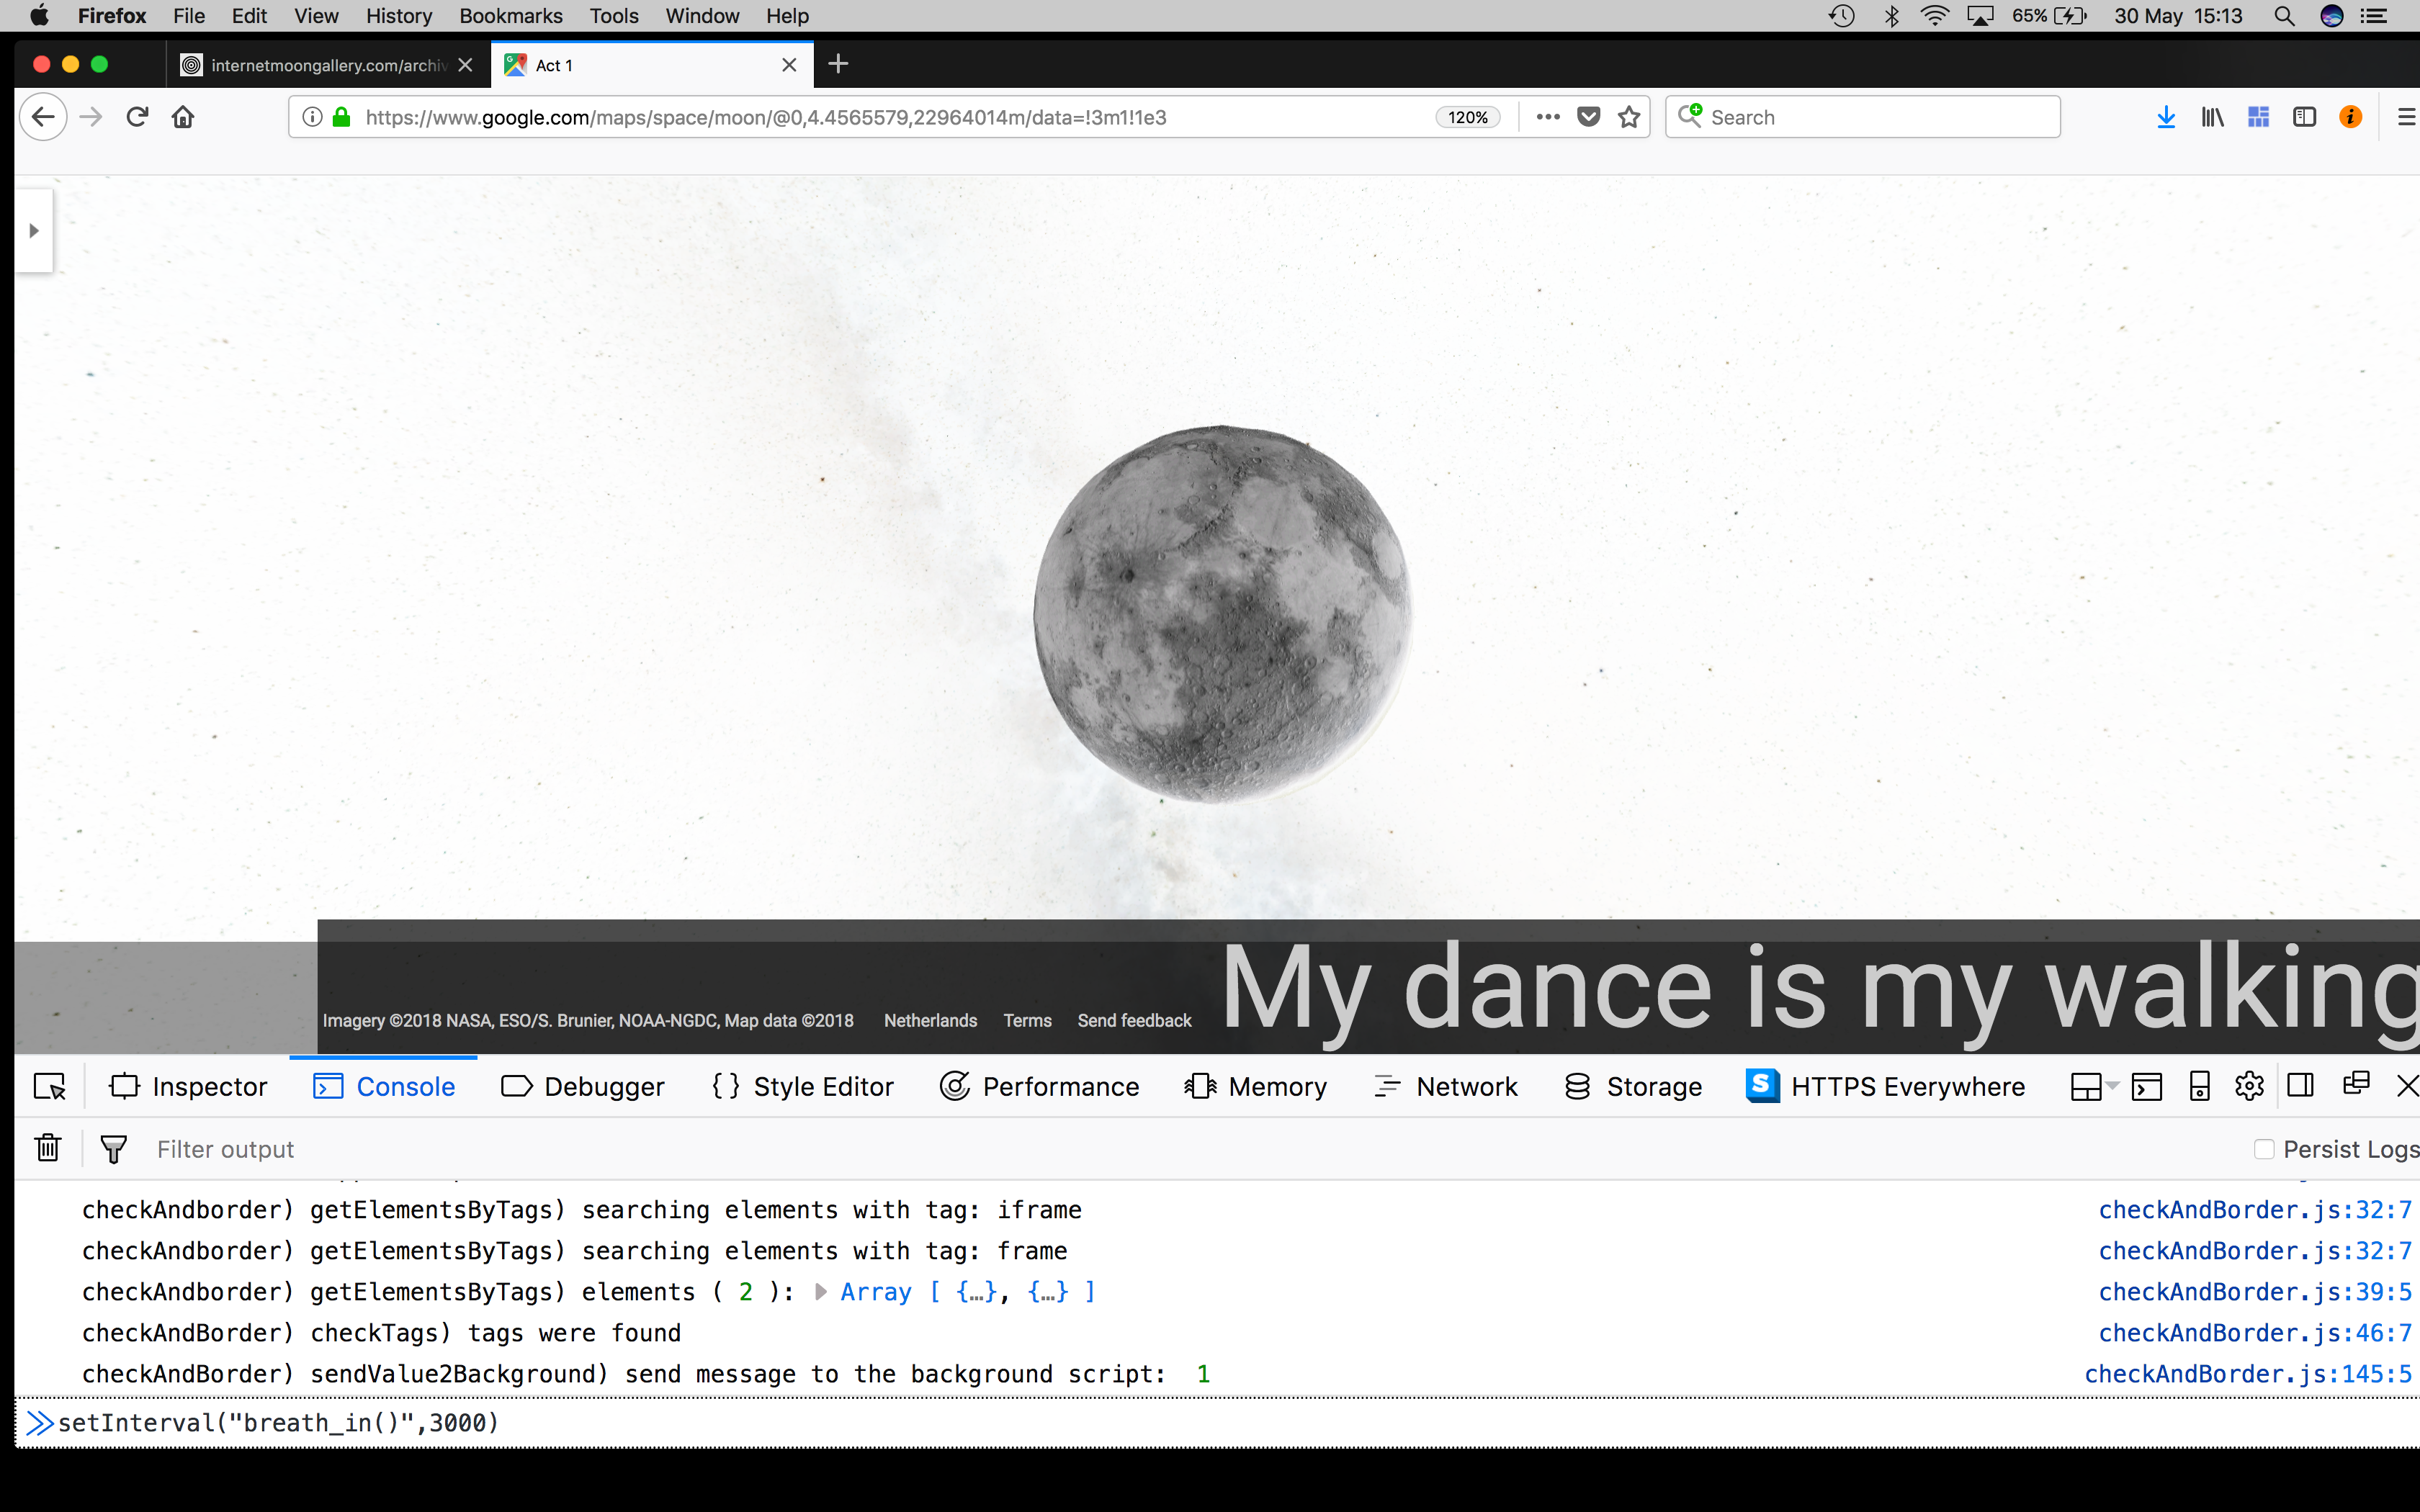 Firefox File Edit View History Bookmarks Tools Window Help 65% 30 May 15:13
internetmoongallery.com/archiv Act 1
https://www.google.com/maps/space/moon/@0,4.4565579,22964014m/data=!3m1!1e3 120% Search
My dance is my walking
Imagery ©2018 NASA, ESO/S. Brunier, NOAA-NGDC, Map data ©2018 Netherlands Terms Send feedback
Inspector Console Debugger Style Editor Performance Memory Network Storage HTTPS Everywhere
Filter output Persist Logs
checkAndborder) getElementsByTags) searching elements with tag: iframe checkAndBorder.js:32:7
checkAndborder) getElementsByTags) searching elements with tag: frame checkAndBorder.js:32:7
checkAndborder) getElementsByTags) elements ( 2 ): Array [ {…}, {…} ] checkAndBorder.js:39:5
checkAndBorder) checkTags) tags were found checkAndBorder.js:46:7
checkAndBorder) sendValue2Background) send message to the background script: 1 checkAndBorder.js:145:5
setInterval("breath_in()",3000)